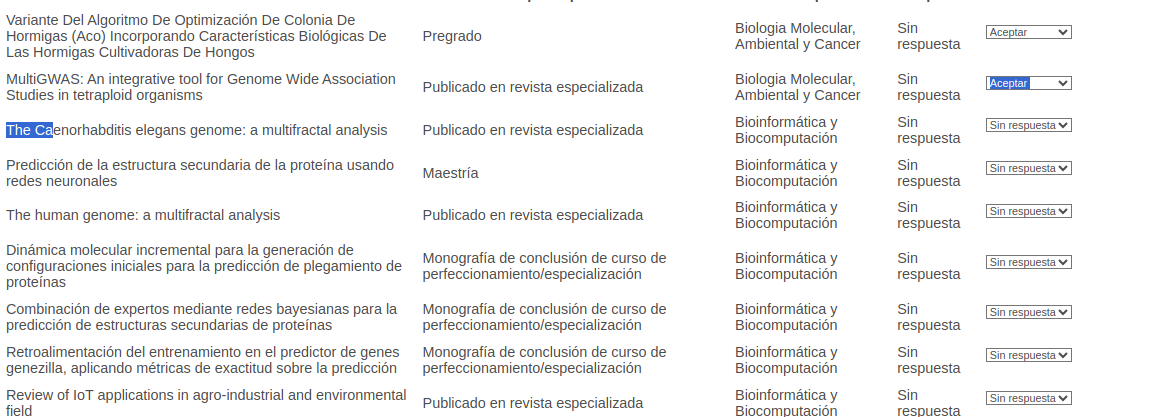 Variante Del Algoritmo De Optimización De Colonia De
Hormigas (Aco) Incorporando Características Biológicas De
Las Hormigas Cultivadoras De Hongos
Pregrado
Biologia Molecular,
Ambiental y Cancer
Sin
respuesta
Aceptar
MultiGWAS: An integrative tool for Genome Wide Association
Studies in tetraploid organisms
Publicado en revista especializada
Biologia Molecular,
Ambiental y Cancer
Sin
respuesta
Aceptar
The Caenorhabditis elegans genome: a multifractal analysis
Publicado en revista especializada
Bioinformática y
Biocomputación
Sin
respuesta
Sin respuesta
Predicción de la estructura secundaria de la proteína usando
redes neuronales
Maestría
Bioinformática y
Biocomputación
Sin
respuesta
Sin respuesta
The human genome: a multifractal analysis
Publicado en revista especializada
Bioinformática y
Biocomputación
Sin
respuesta
Sin respuesta
Dinámica molecular incremental para la generación de
configuraciones iniciales para la predicción de plegamiento de
proteínas
Monografía de conclusión de curso de
perfeccionamiento/especialización
Bioinformática y
Biocomputación
Sin
respuesta
Sin respuesta
Combinación de expertos mediante redes bayesianas para la
predicción de estructuras secundarias de proteínas
Monografía de conclusión de curso de
perfeccionamiento/especialización
Bioinformática y
Biocomputación
Sin
respuesta
Sin respuesta
Retroalimentación del entrenamiento en el predictor de genes
genezilla, aplicando métricas de exactitud sobre la predicción
Monografía de conclusión de curso de
perfeccionamiento/especialización
Bioinformática y
Biocomputación
Sin
respuesta
Sin respuesta
Review of IoT applications in agro-industrial and environmental
field
Publicado en revista especializada
Bioinformática y
Biocomputación
Sin
respuesta
Sin respuesta